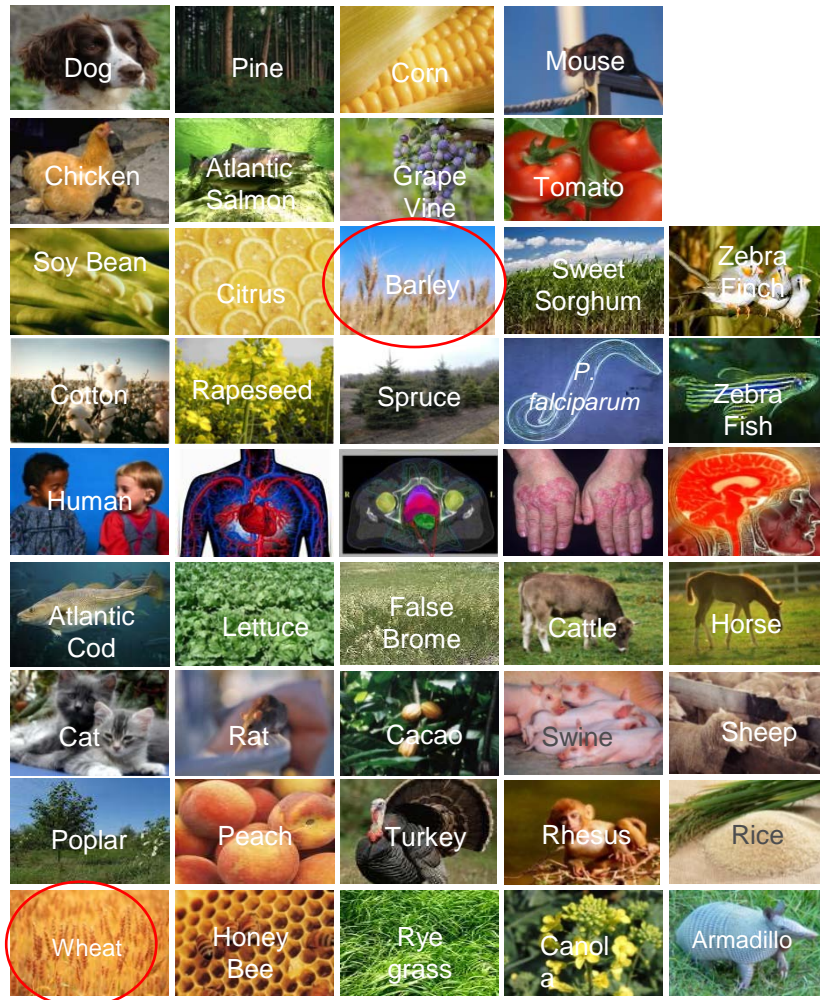 Dog
Pine
Corn
Mouse
Chicken
Atlantic
Salmon
Grape
Vine
Tomato
Soy Bean
Citrus
Barley
Sweet
Sorghum
Zebra
Finch
Cotton
Rapeseed
Spruce
P.
falciparum
Zebra
Fish
Human
R
L
Atlantic
Cod
Lettuce
False
Brome
Cattle
Horse
Cat
Rat
Cacao
Swine
Sheep
Poplar
Peach
Turkey
Rhesus
Rice
Wheat
Honey
Bee
Rye
grass
Canol
a
Armadillo